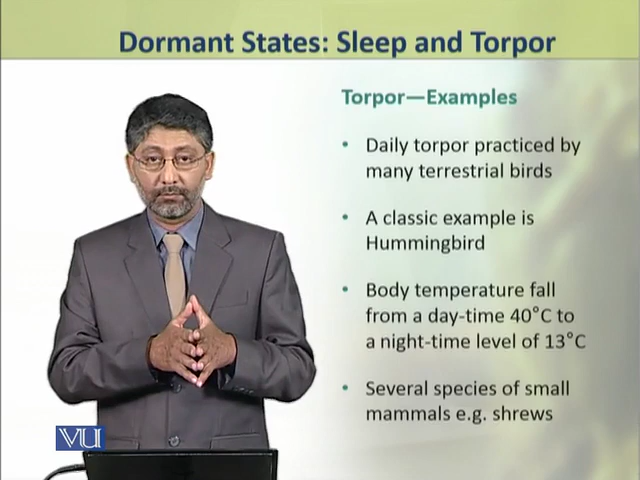 Dormant States: Sleep and Torpor
Torpor—Examples
• Daily torpor practiced by
many terrestrial birds
• A classic example is
Hummingbird
• Body temperature fall
from a day-time 40°C to
a night-time level of 13°C
• Several species of small
mammals e.g. shrews
VU